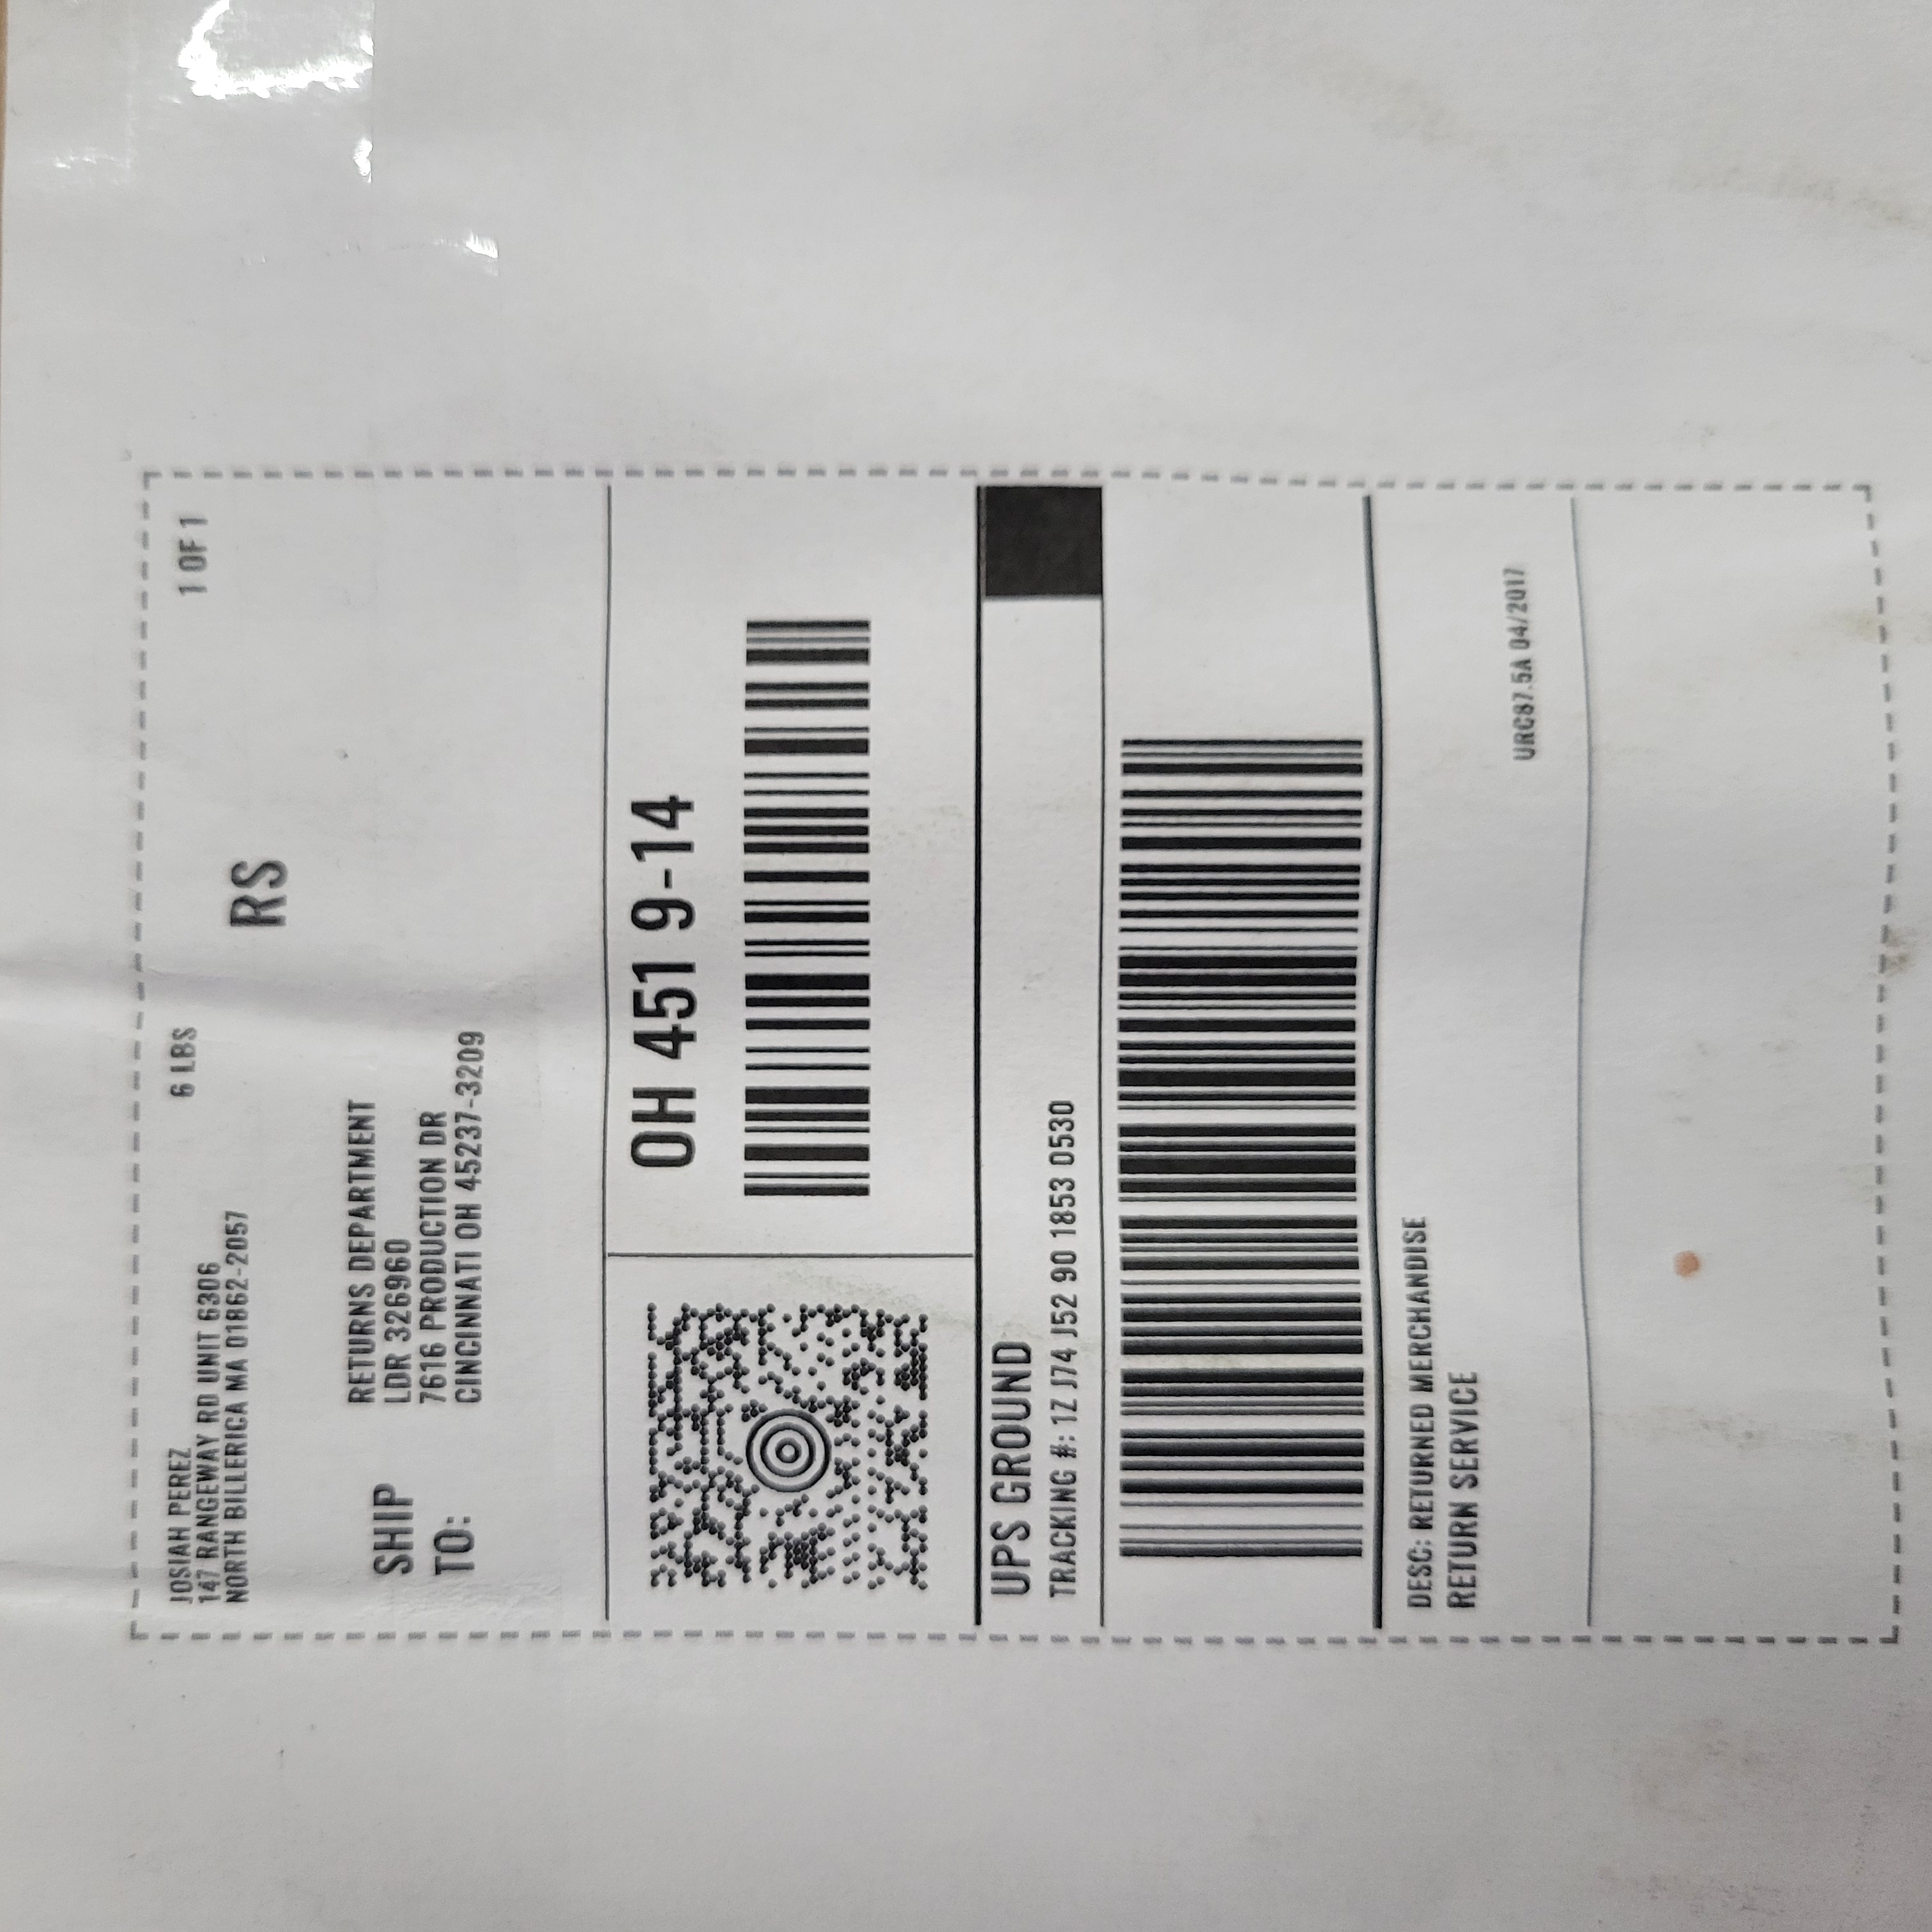 JOSIAH PEREZ
147 RANGEWAY RD UNIT 6306
NORTH BILLERICA MA 01862-2057
6 LBS
1 OF 1
RS
SHIP
TO:
RETURNS DEPARTMENT
LDR 326960
7616 PRODUCTION DR
CINCINNATI OH 45237-3209
OH 451 9-14
UPS GROUND
TRACKING #: 1Z J74 J52 90 1853 0530
DESC: RETURNED MERCHANDISE
RETURN SERVICE
URC87.5A 04/2017